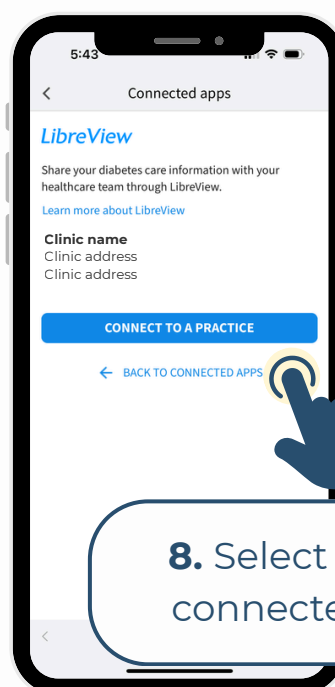 5:43
Connected apps
LibreView
Share your diabetes care information with your
healthcare team through LibreView.
Learn more about LibreView
Clinic name
Clinic address
Clinic address
CONNECT TO A PRACTICE
BACK TO CONNECTED APPS
8. Select